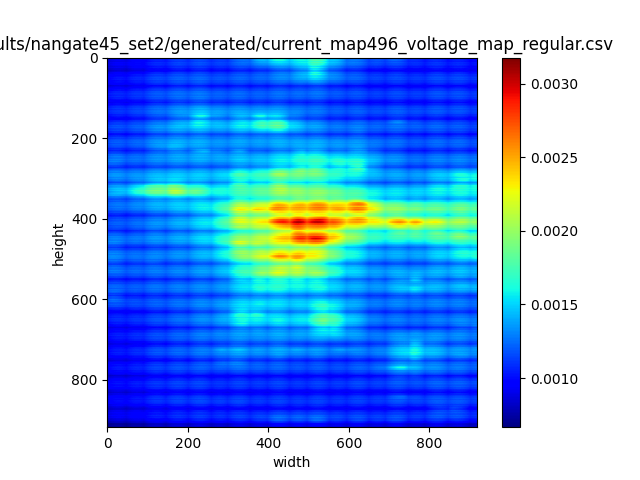 ults/nangate45_set2/generated/current_map496_voltage_map_regular.csv
0
200
400
600
800
height
0 200 400 600 800
width
0.0030
0.0025
0.0020
0.0015
0.0010